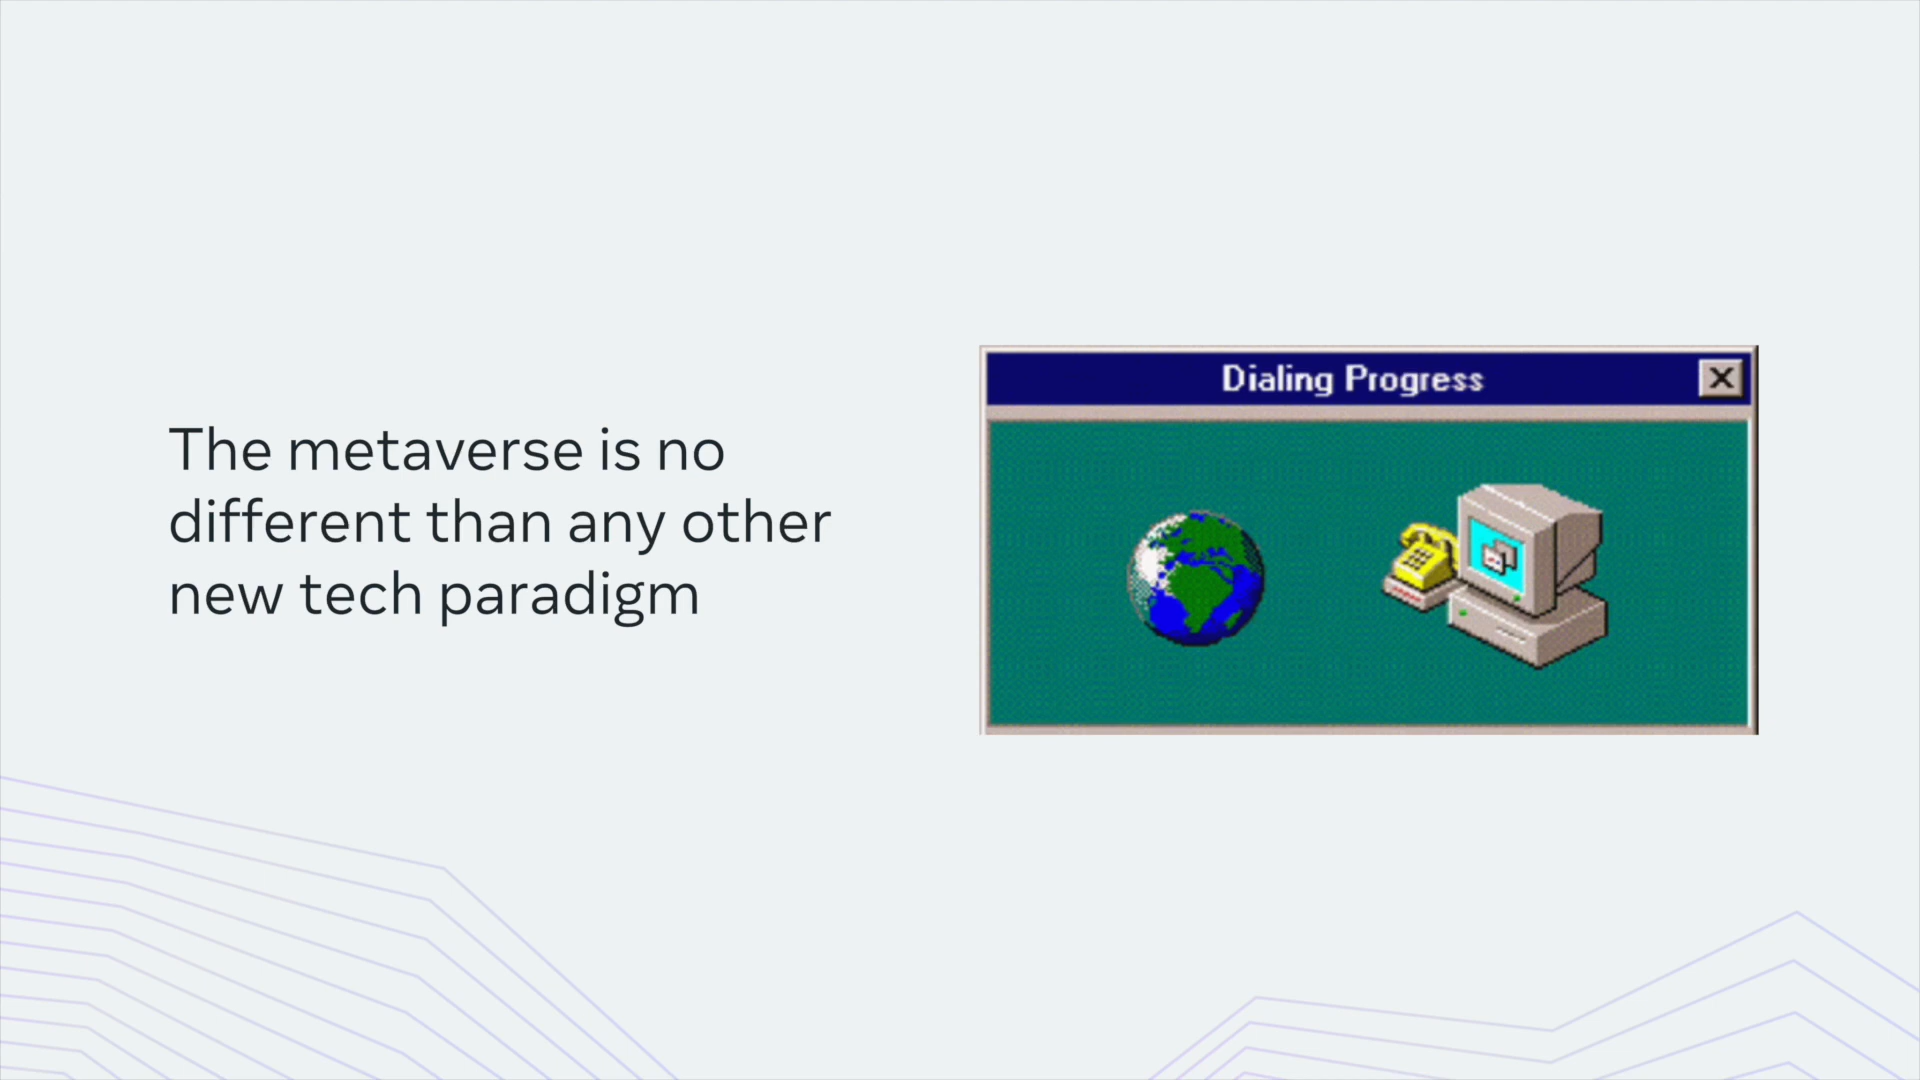 The metaverse is no
different than any other
new tech paradigm
Dialing Progress